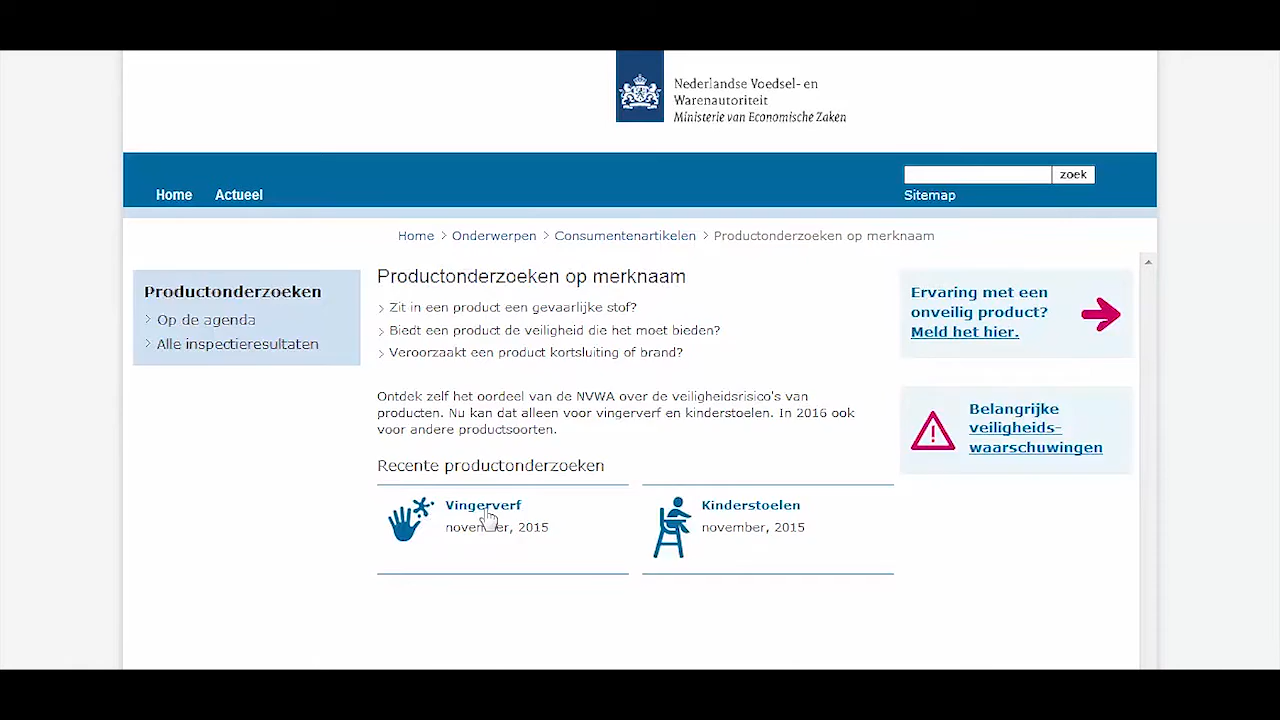 Nederlandse Voedsel- en
Warenautoriteit
Ministerie van Economische Zaken
zoek
Home Actueel
Sitemap
Home > Onderwerpen > Consumentenartikelen > Productonderzoeken op merknaam
Productonderzoeken
> Op de agenda
> Alle inspectieresultaten
Productonderzoeken op merknaam
> Zit in een product een gevaarlijke stof?
> Biedt een product de veiligheid die het moet bieden?
> Veroorzaakt een product kortsluiting of brand?
Ontdek zelf het oordeel van de NVWA over de veiligheidsrisico's van
producten. Nu kan dat alleen voor vingerverf en kinderstoelen. In 2016 ook
voor andere productsoorten.
Recente productonderzoeken
Vingerverf
november, 2015
Kinderstoelen
november, 2015
Ervaring met een
onveilig product?
Meld het hier.
Belangrijke
veiligheids-
waarschuwingen